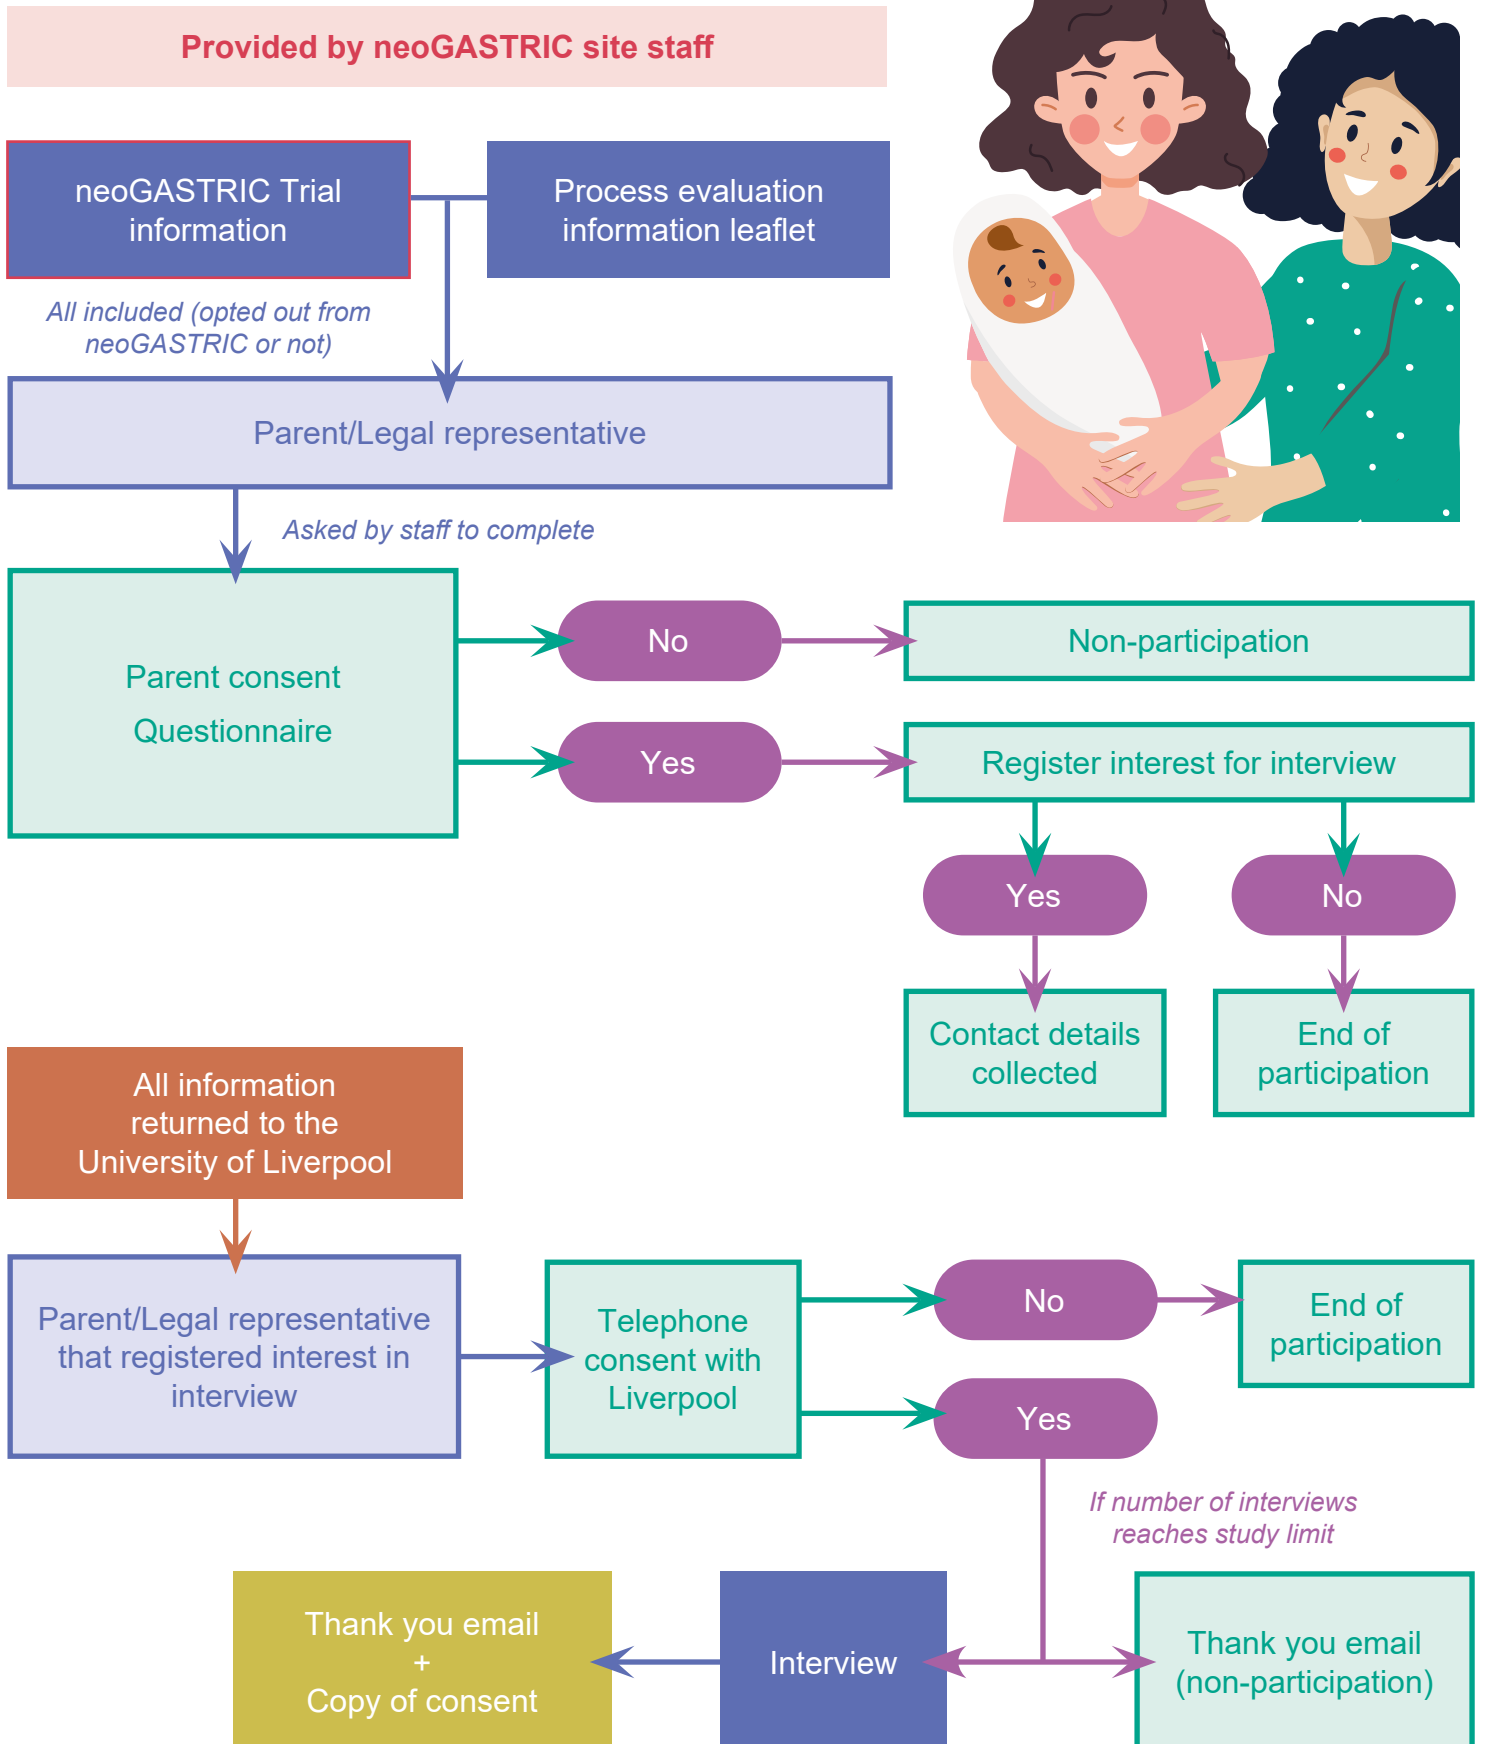 Provided by neoGASTRIC site staff
neoGASTRIC Trial
information
Process evaluation
information leaflet
All included (opted out from
neoGASTRIC or not)
Parent/Legal representative
Asked by staff to complete
Parent consent
Questionnaire
No
Non-participation
Yes
Register interest for interview
Yes
No
Contact details
collected
End of
participation
All information
returned to the
University of Liverpool
Parent/Legal representative
that registered interest in
interview
Telephone
consent with
Liverpool
No
End of
participation
Yes
If number of interviews
reaches study limit
Thank you email
+
Copy of consent
Interview
Thank you email
(non-participation)